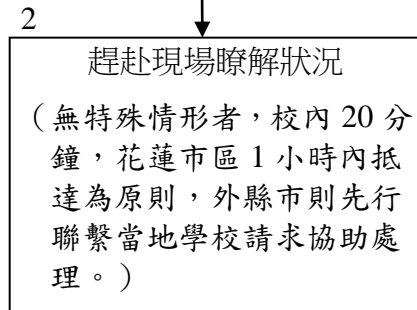 2
趕赴現場瞭解狀況
（無特殊情形者，校內 20 分
鐘，花蓮市區 1 小時內抵
達為原則，外縣市則先行
聯繫當地學校請求協助處
理。）